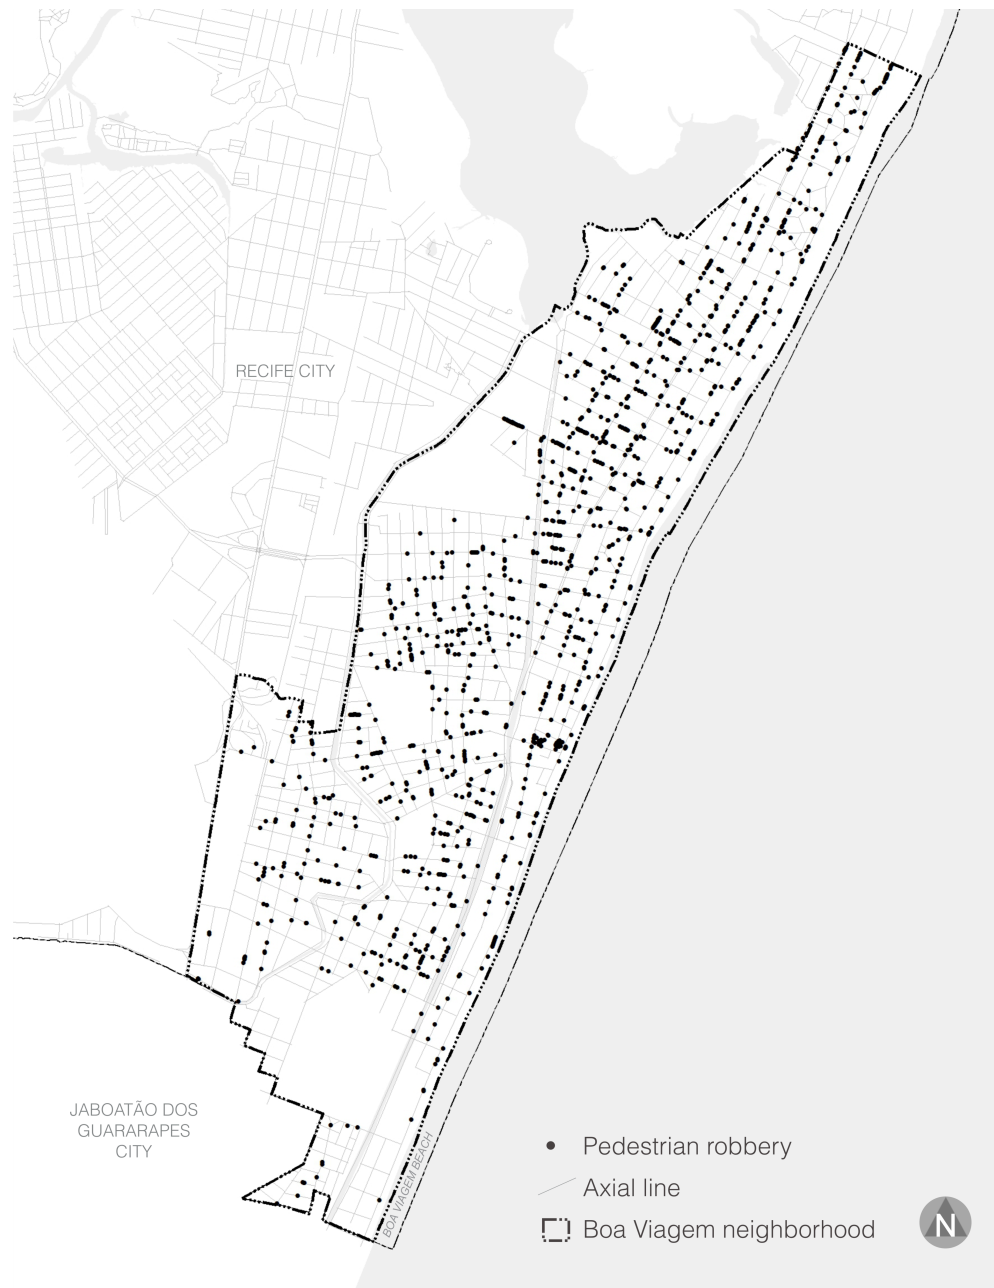 RECIFE CITY
JABOATÃO DOS
GUARARAPES
CITY
BOA VIAGEM BEACH
Pedestrian robbery
Axial line
Boa Viagem neighborhood
N